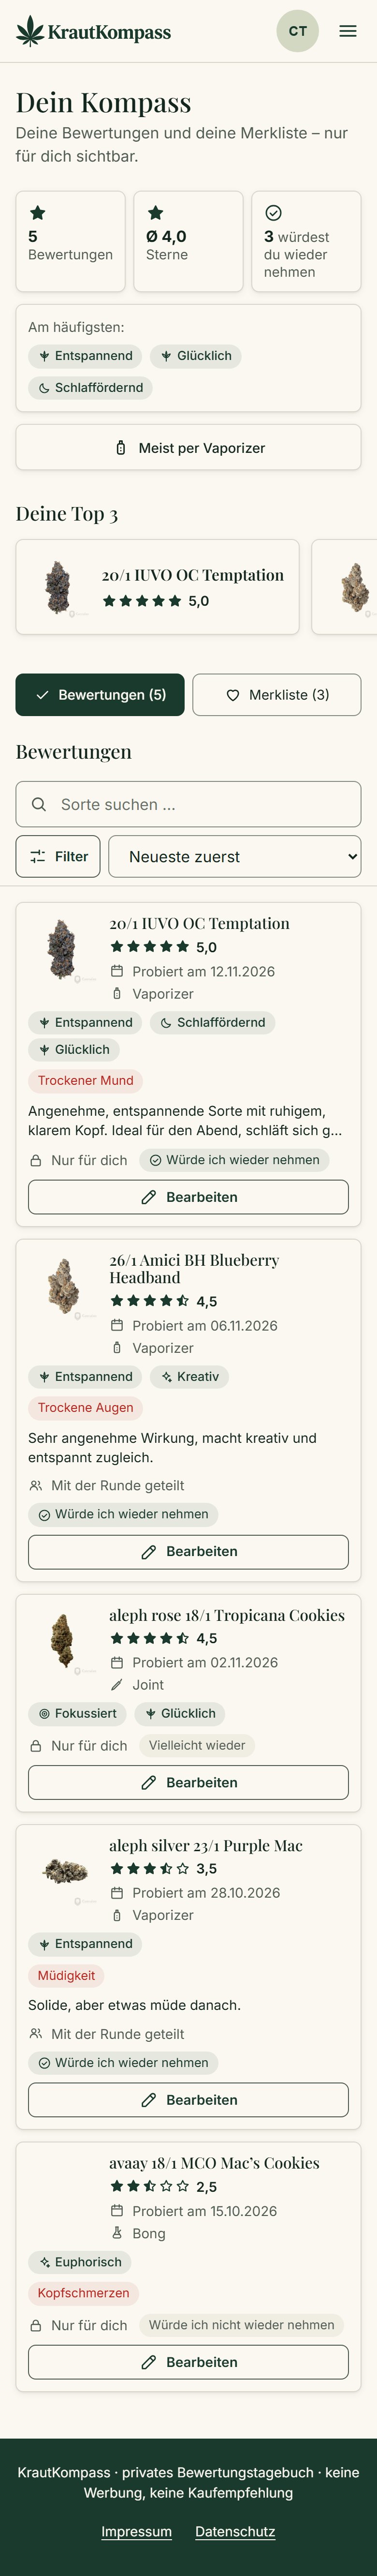 KrautKompass
CT
Dein Kompass
Deine Bewertungen und deine Merkliste – nur
für dich sichtbar.
5
Bewertungen
Ø 4,0
Sterne
3 würdest
du wieder
nehmen
Am häufigsten:
Entspannend
Glücklich
Schlaffördernd
Meist per Vaporizer
Deine Top 3
20/1 IUVO OC Temptation
5,0
Bewertungen (5)
Merkliste (3)
Bewertungen
Sorte suchen ...
Filter
Neueste zuerst
20/1 IUVO OC Temptation
5,0
Probiert am 12.11.2026
Vaporizer
Entspannend
Schlaffördernd
Glücklich
Trockener Mund
Angenehme, entspannende Sorte mit ruhigem,
klarem Kopf. Ideal für den Abend, schläft sich g...
Nur für dich
Würde ich wieder nehmen
Bearbeiten
26/1 Amici BH Blueberry
Headband
4,5
Probiert am 06.11.2026
Vaporizer
Entspannend
Kreativ
Trockene Augen
Sehr angenehme Wirkung, macht kreativ und
entspannt zugleich.
Mit der Runde geteilt
Würde ich wieder nehmen
Bearbeiten
aleph rose 18/1 Tropicana Cookies
4,5
Probiert am 02.11.2026
Joint
Fokussiert
Glücklich
Nur für dich
Vielleicht wieder
Bearbeiten
aleph silver 23/1 Purple Mac
3,5
Probiert am 28.10.2026
Vaporizer
Entspannend
Müdigkeit
Solide, aber etwas müde danach.
Mit der Runde geteilt
Würde ich wieder nehmen
Bearbeiten
avaay 18/1 MCO Mac's Cookies
2,5
Probiert am 15.10.2026
Bong
Euphorisch
Kopfschmerzen
Nur für dich
Würde ich nicht wieder nehmen
Bearbeiten
KrautKompass · privates Bewertungstagebuch · keine
Werbung, keine Kaufempfehlung
Impressum
Datenschutz